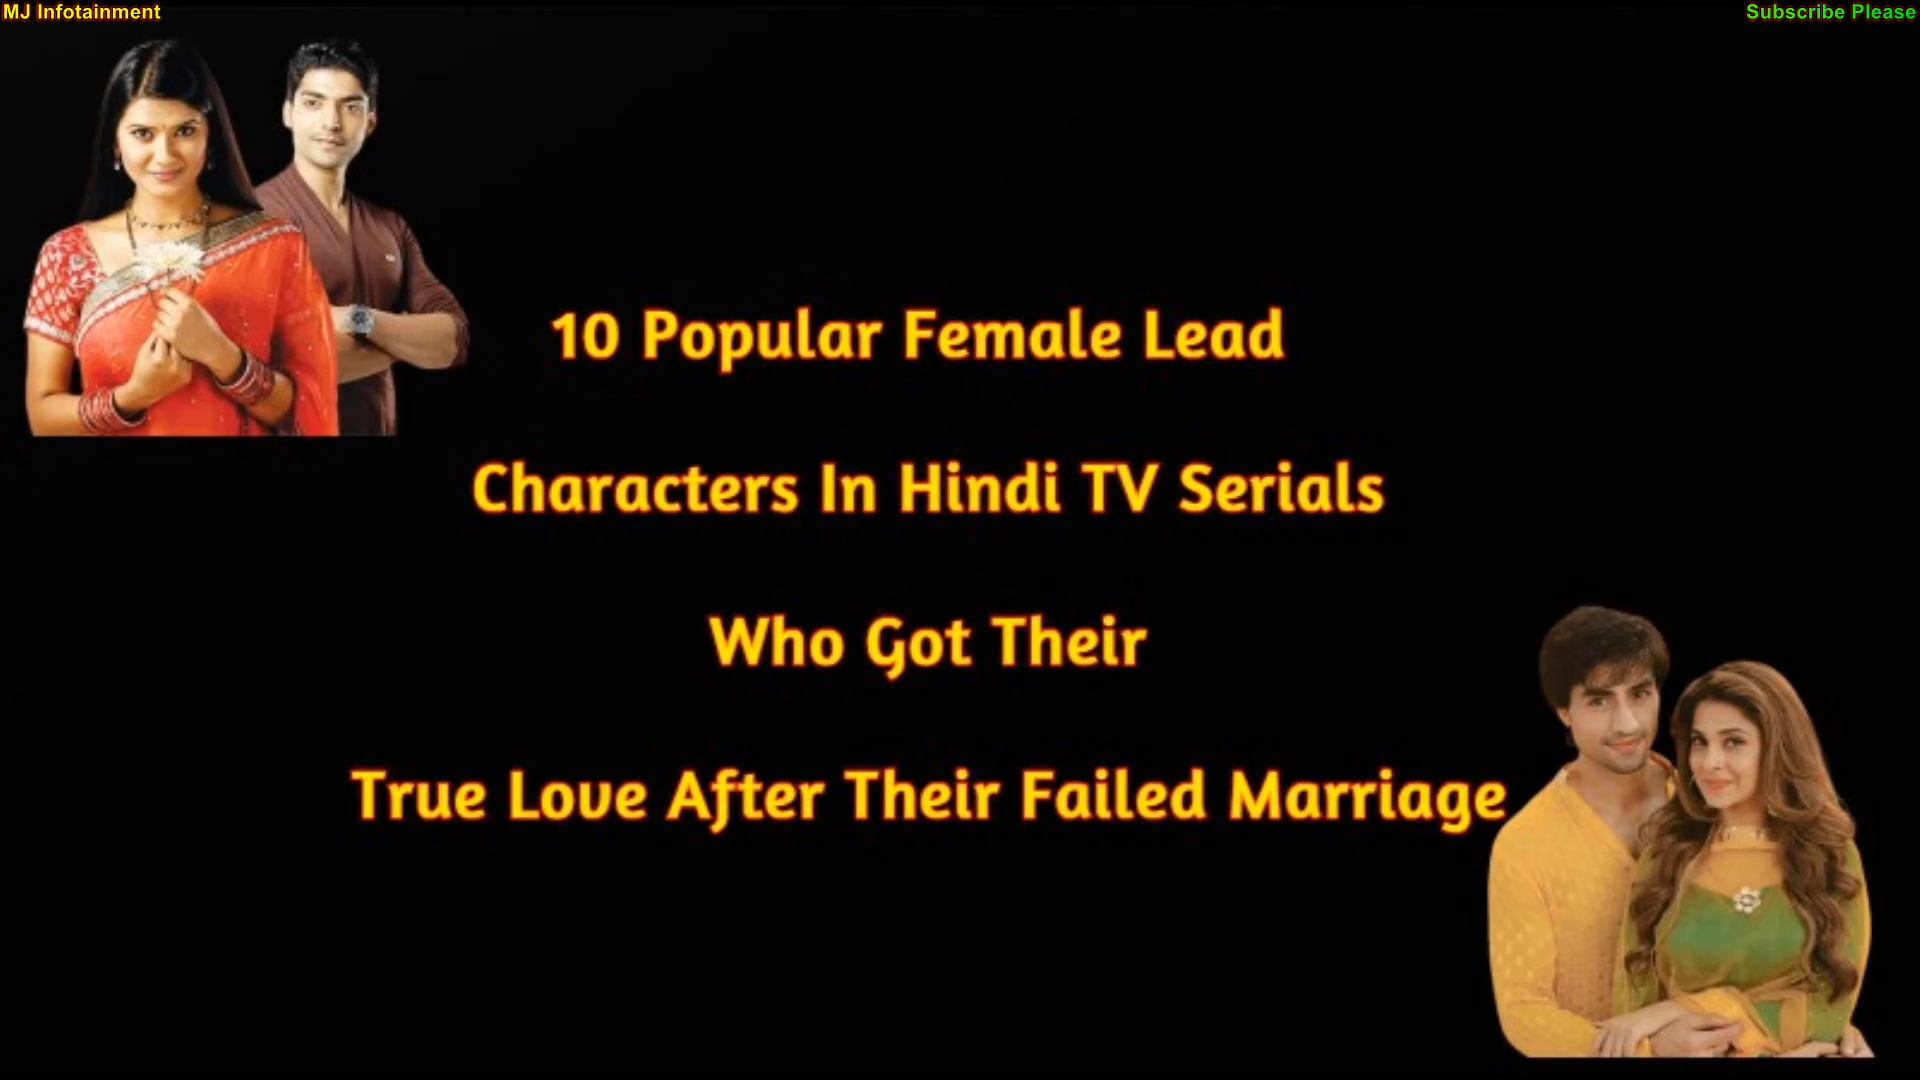 MJ Infotainment
Subscribe Please
10 Popular Female Lead
Characters In Hindi TV Serials
Who Got Their
True Love After Their Failed Marriage